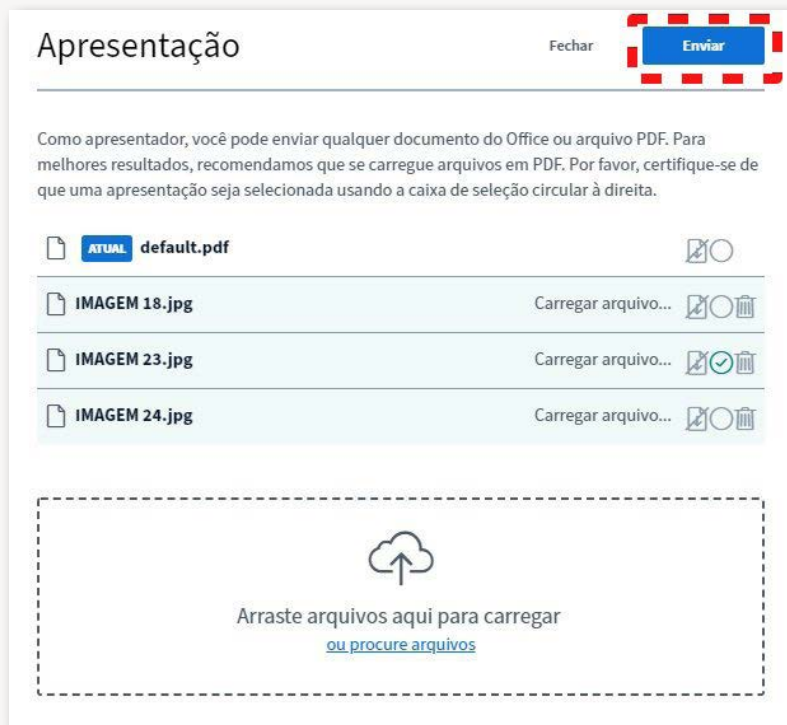 Apresentação
Fechar
Enviar
Como apresentador, você pode enviar qualquer documento do Office ou arquivo PDF. Para
melhores resultados, recomendamos que se carregue arquivos em PDF. Por favor, certifique-se de
que uma apresentação seja selecionada usando a caixa de seleção circular à direita.
ATUAL default.pdf
IMAGEM 18.jpg Carregar arquivo...
IMAGEM 23.jpg Carregar arquivo...
IMAGEM 24.jpg Carregar arquivo...
Arraste arquivos aqui para carregar
ou procure arquivos